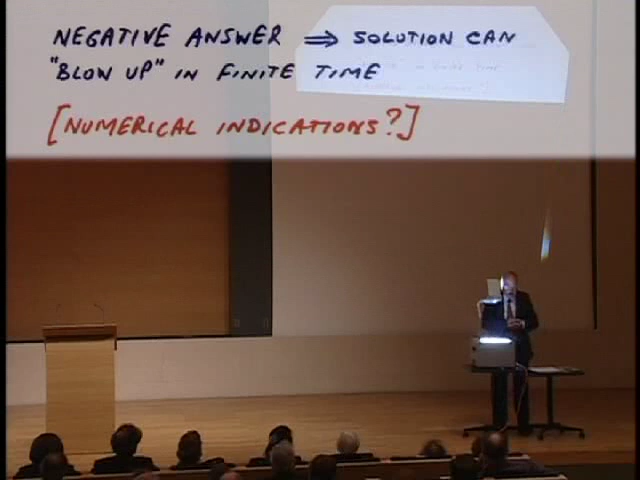 NEGATIVE ANSWER ⇒ SOLUTION CAN
"BLOW UP" IN FINITE TIME
[NUMERICAL INDICATIONS?]